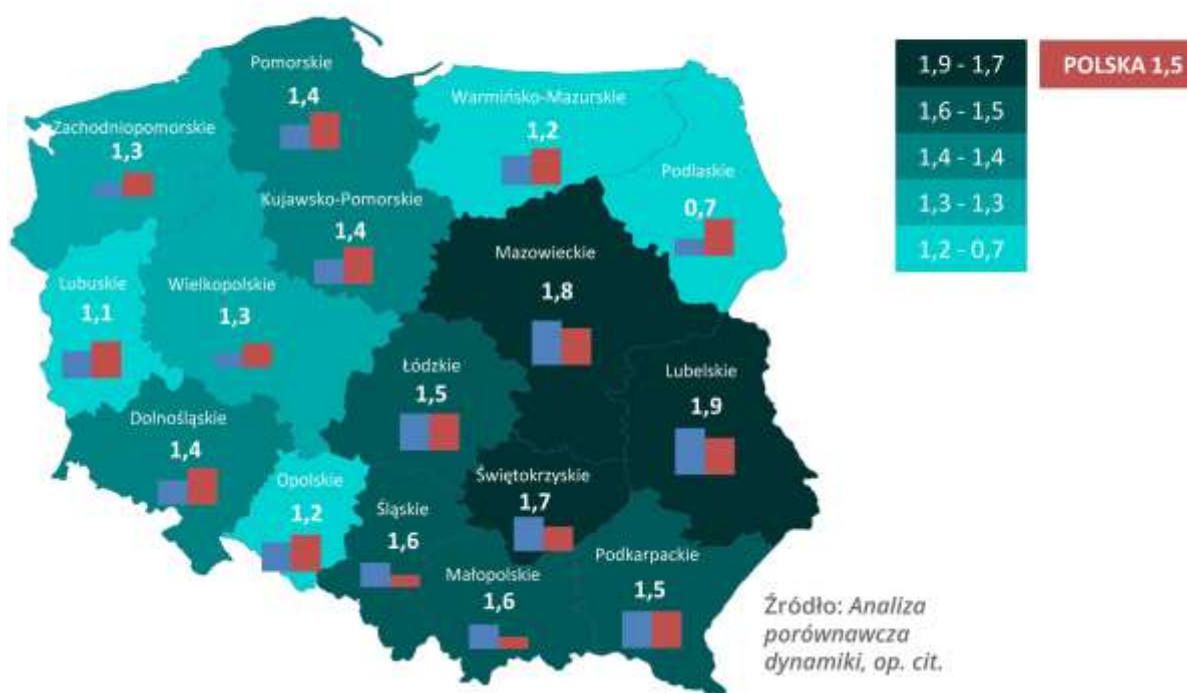 Pomorskie
1,4
Warmińsko-Mazurskie
1,2
Zachodniopomorskie
1,3
Podlaskie
0,7
Kujawsko-Pomorskie
1,4
Mazowieckie
1,8
Lubuskie
1,1
Wielkopolskie
1,3
Łódzkie
1,5
Lubelskie
1,9
Dolnośląskie
1,4
Opolskie
1,2
Śląskie
1,6
Świętokrzyskie
1,7
Małopolskie
1,6
Podkarpackie
1,5
1,9 - 1,7
1,6 - 1,5
1,4 - 1,4
1,3 - 1,3
1,2 - 0,7
POLSKA 1,5
Źródło: Analiza
porównawcza
dynamiki, op. cit.